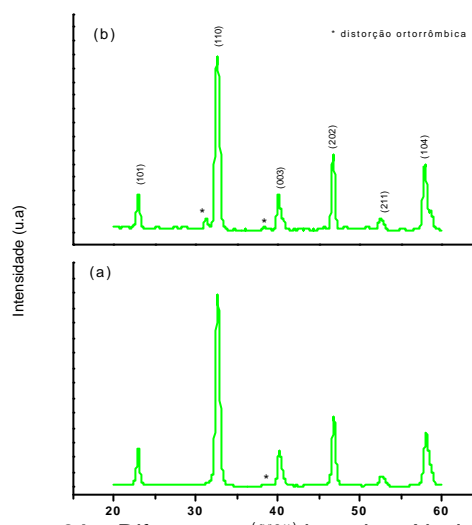 (b)
* distorção ortorrômbica
(110)
(101)
*
*
(003)
(202)
(211)
(104)
Intensidade (u.a)
(a)
*
20 30 40 50 60